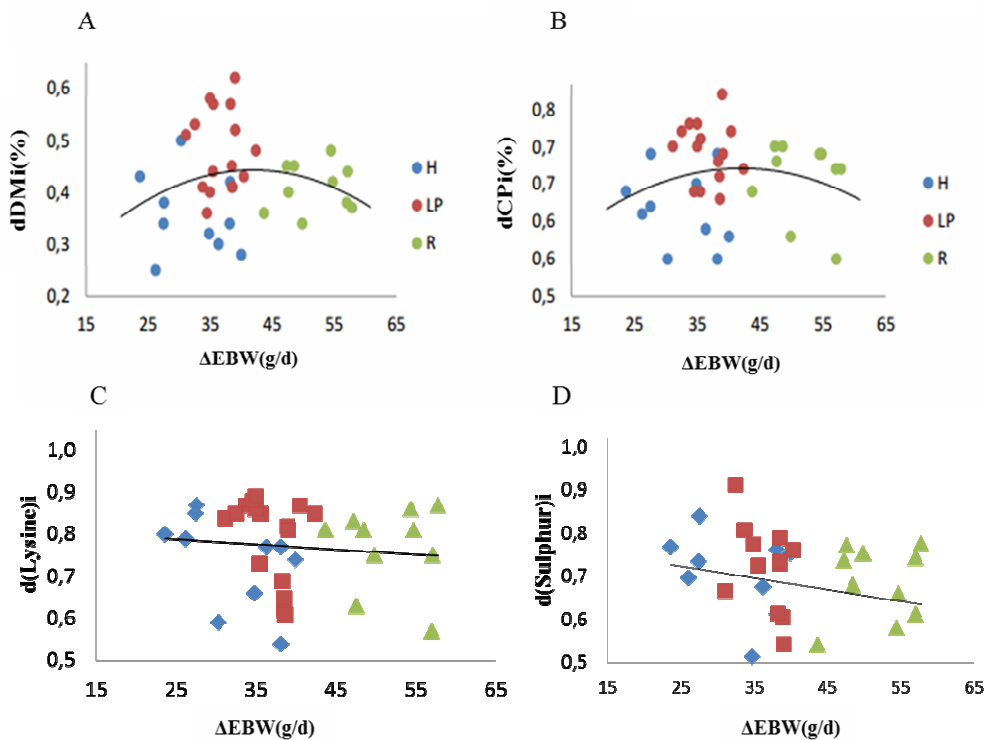 A
dDMi(%)
0,6
0,5
0,4
0,3
0,2
15 25 35 45 55 65
ΔEBW(g/d)
H
LP
R
B
dCPi(%)
0,8
0,7
0,7
0,6
0,6
0,5
15 25 35 45 55 65
ΔEBW(g/d)
H
LP
R
C
d(Lysine)i
1,0
0,9
0,8
0,7
0,6
0,5
15 25 35 45 55 65
ΔEBW(g/d)
D
d(Sulphur)i
1,0
0,9
0,8
0,7
0,6
0,5
15 25 35 45 55 65
ΔEBW(g/d)